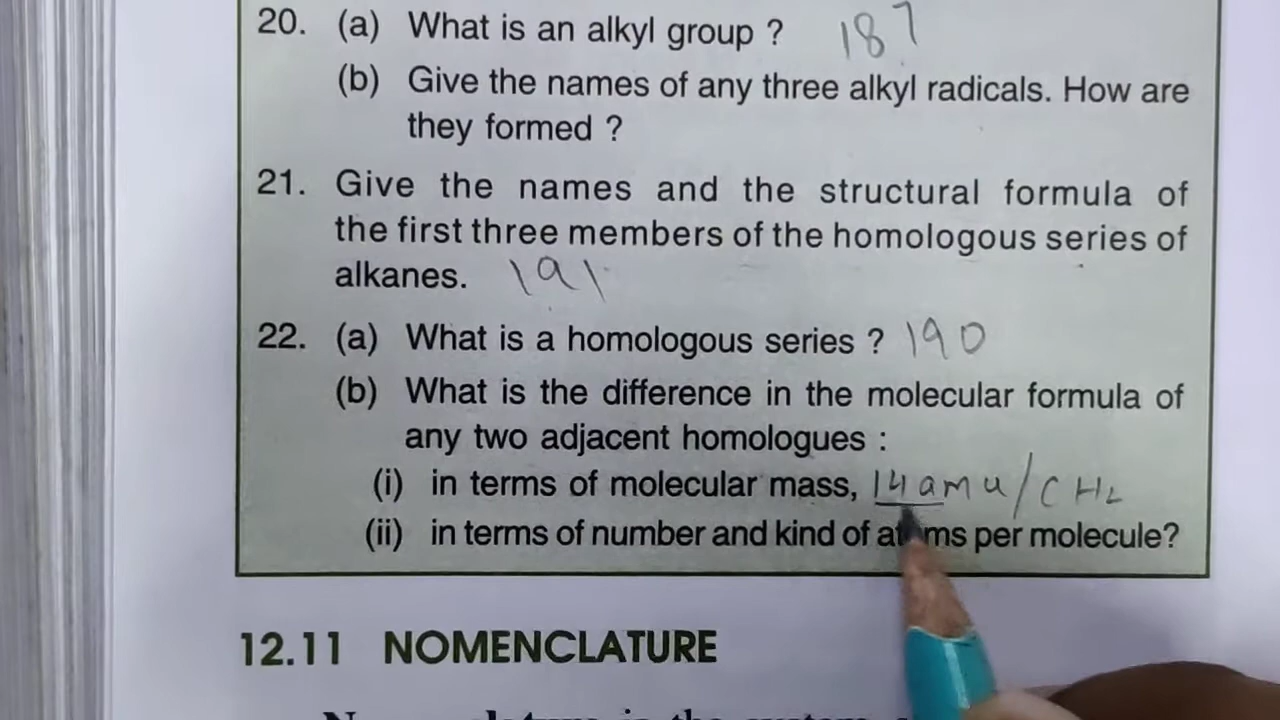 20. (a) What is an alkyl group ? 187
(b) Give the names of any three alkyl radicals. How are
they formed ?
21. Give the names and the structural formula of
the first three members of the homologous series of
alkanes. 191
22. (a) What is a homologous series ? 190
(b) What is the difference in the molecular formula of
any two adjacent homologues :
(i) in terms of molecular mass, 14 amu/CH2
(ii) in terms of number and kind of atoms per molecule?
12.11 NOMENCLATURE